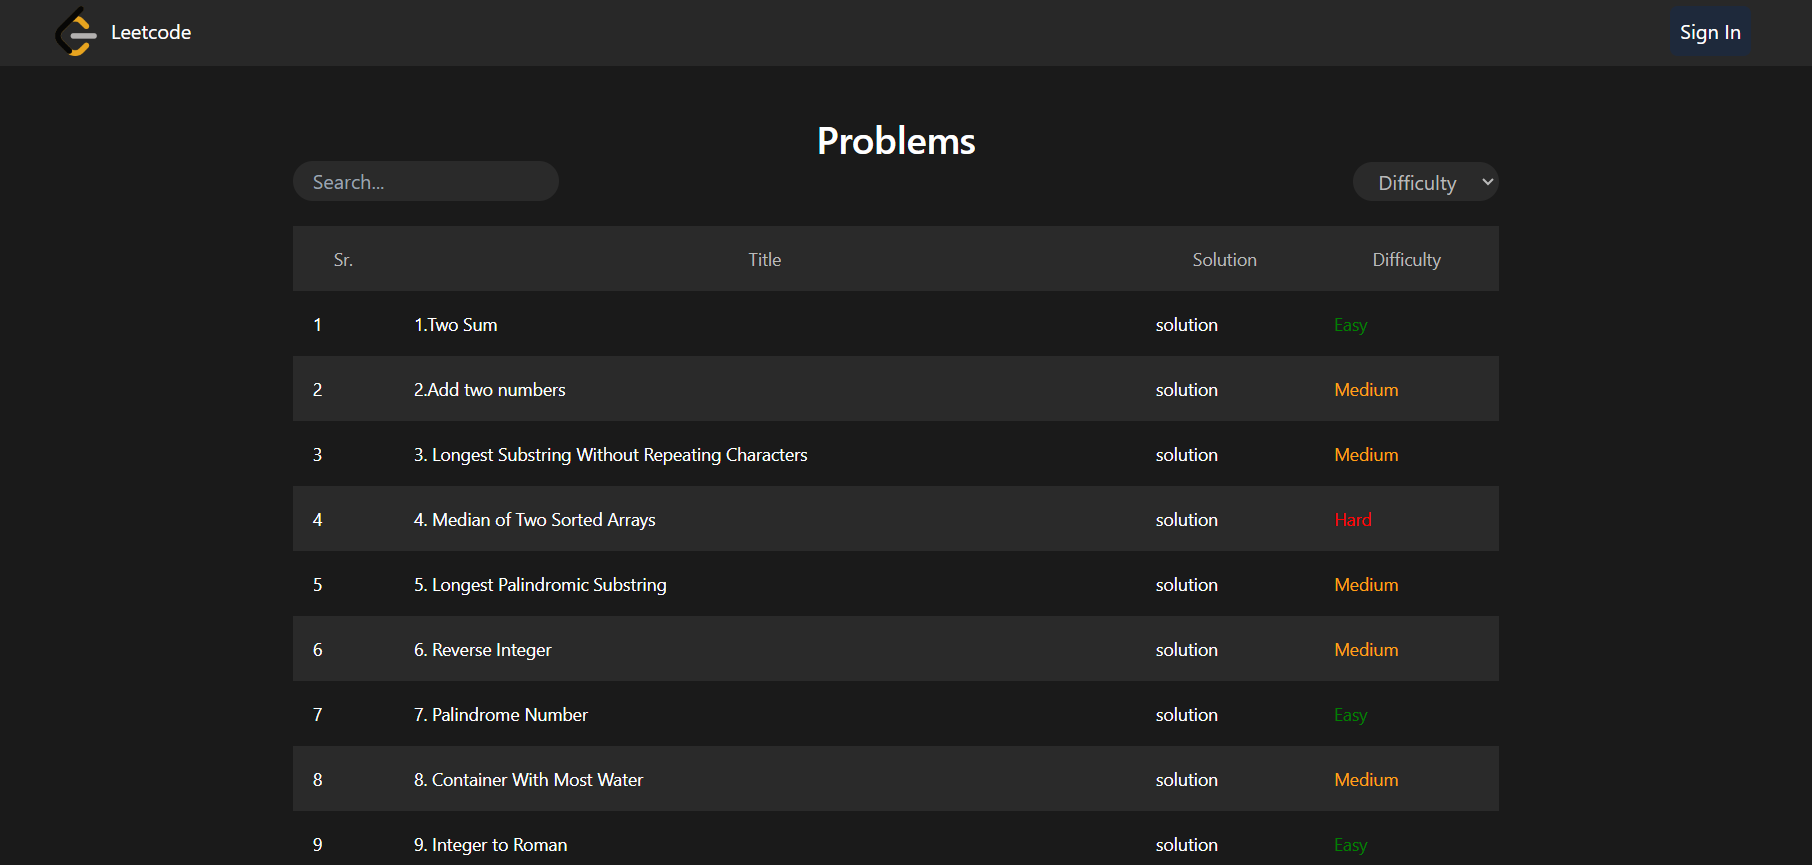 Leetcode Sign In
Problems
Search... Difficulty
Sr. Title Solution Difficulty
1 1.Two Sum solution Easy
2 2.Add two numbers solution Medium
3 3. Longest Substring Without Repeating Characters solution Medium
4 4. Median of Two Sorted Arrays solution Hard
5 5. Longest Palindromic Substring solution Medium
6 6. Reverse Integer solution Medium
7 7. Palindrome Number solution Easy
8 8. Container With Most Water solution Medium
9 9. Integer to Roman solution Easy